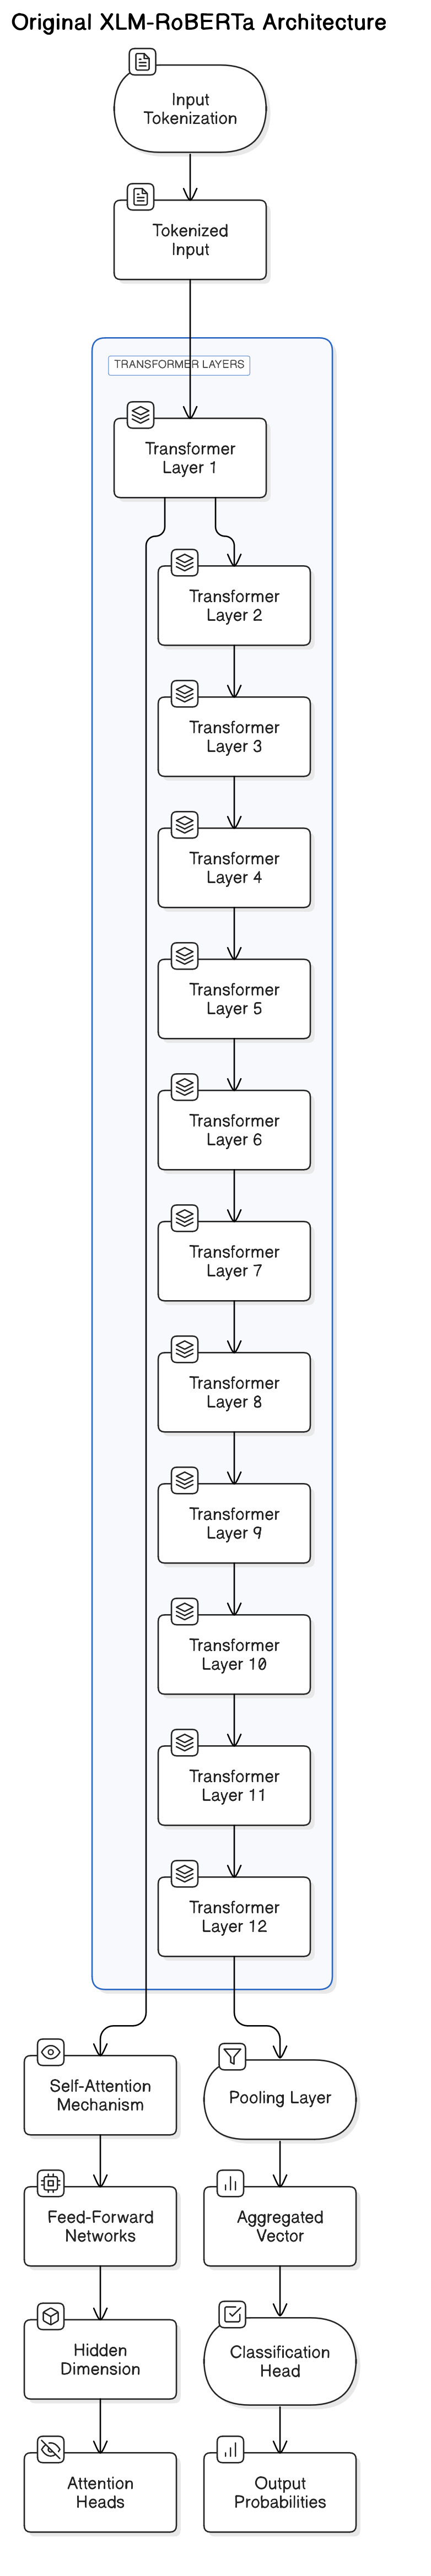 Original XLM-RoBERTa Architecture
Input
Tokenization
Tokenized
Input
TRANSFORMER LAYERS
Transformer
Layer 1
Transformer
Layer 2
Transformer
Layer 3
Transformer
Layer 4
Transformer
Layer 5
Transformer
Layer 6
Transformer
Layer 7
Transformer
Layer 8
Transformer
Layer 9
Transformer
Layer 10
Transformer
Layer 11
Transformer
Layer 12
Self-Attention
Mechanism
Pooling Layer
Feed-Forward
Networks
Aggregated
Vector
Hidden
Dimension
Classification
Head
Attention
Heads
Output
Probabilities